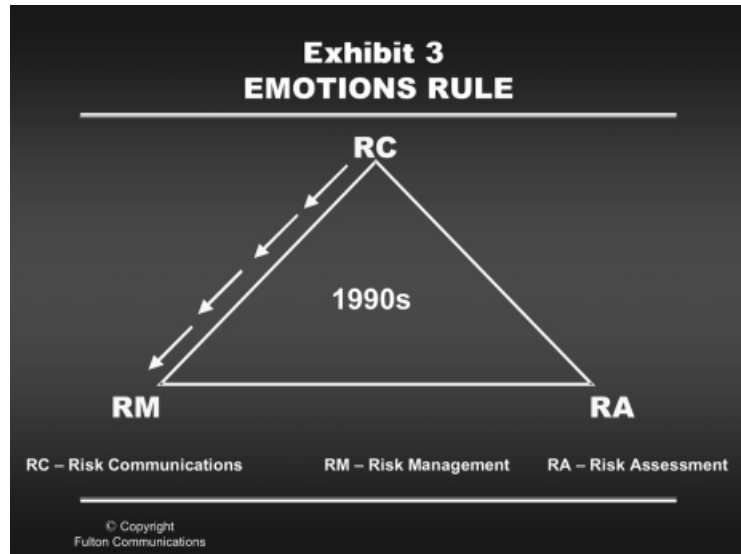 Exhibit 3
EMOTIONS RULE
RC
1990s
RM
RA
RC – Risk Communications
RM – Risk Management
RA – Risk Assessment
© Copyright
Fulton Communications